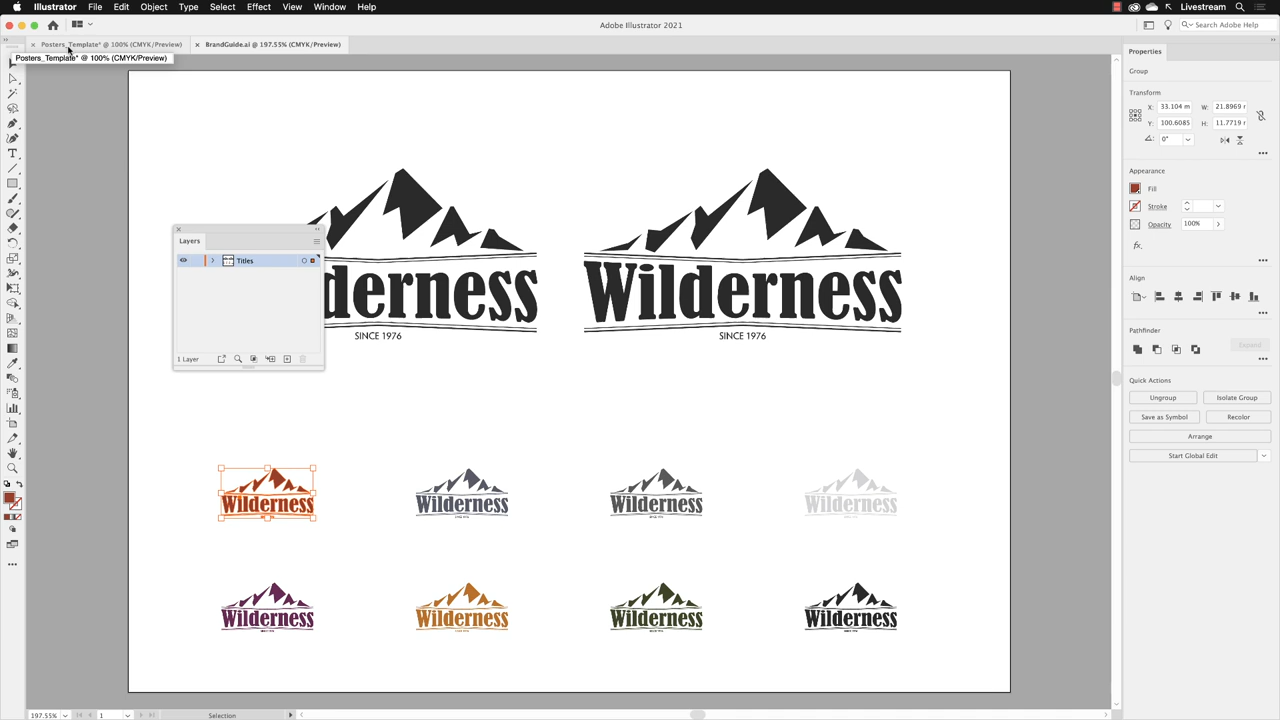 Illustrator File Edit Object Type Select Effect View Window Help
Livestream
Adobe Illustrator 2021
Search Adobe Help
Posters_Template* @ 100% (CMYK/Preview)
BrandGuide.ai @ 197.55% (CMYK/Preview)
Posters_Template* @ 100% (CMYK/Preview)
Properties
Group
Transform
X: 33.104 m W: 21.8969
Y: 100.6085 H: 11.7719
0°
Appearance
Fill
Stroke
Opacity 100%
fx.
Align
Pathfinder
Expand
Quick Actions
Ungroup Isolate Group
Save as Symbol Recolor
Arrange
Start Global Edit
Layers
Titles
1 Layer
derness
SINCE 1976
Wilderness
SINCE 1976
Wilderness Wilderness Wilderness Wilderness
Wilderness Wilderness Wilderness Wilderness
197.55% 1 Selection